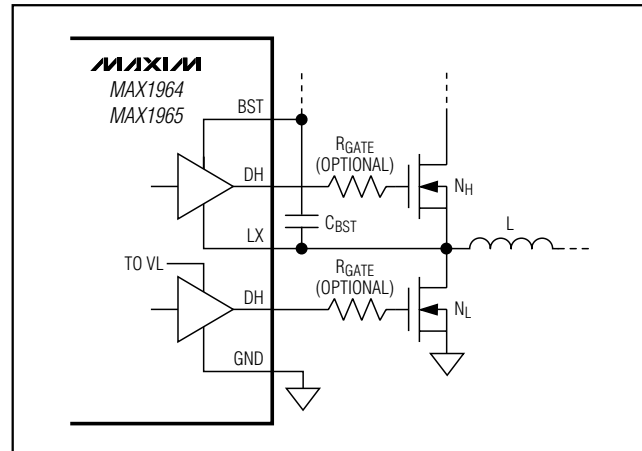 MAXIM
MAX1964
MAX1965
BST
DH
LX
RGATE
(OPTIONAL)
NH
CBST
L
TO VL
DH
GND
RGATE
(OPTIONAL)
NL